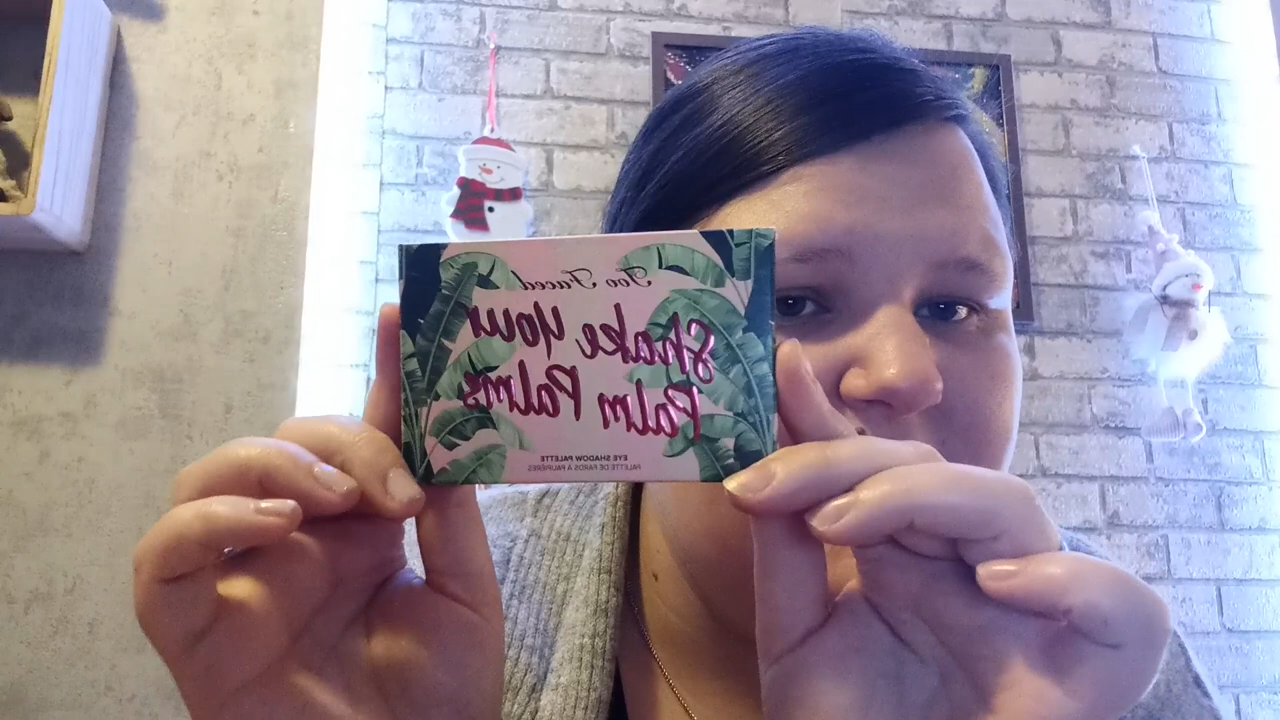 Too Faced
Shake Your
Palm Palms
EYE SHADOW PALETTE
PALETTE DE FARDS À PAUPIÈRES